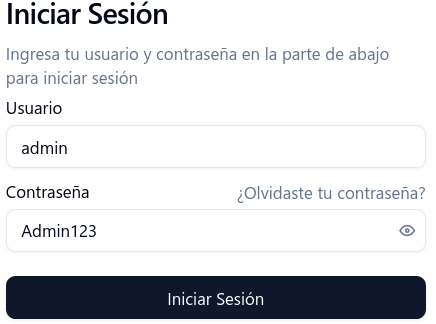 Iniciar Sesión
Ingresa tu usuario y contraseña en la parte de abajo
para iniciar sesión
Usuario
admin
Contraseña
¿Olvidaste tu contraseña?
Admin123
Iniciar Sesión